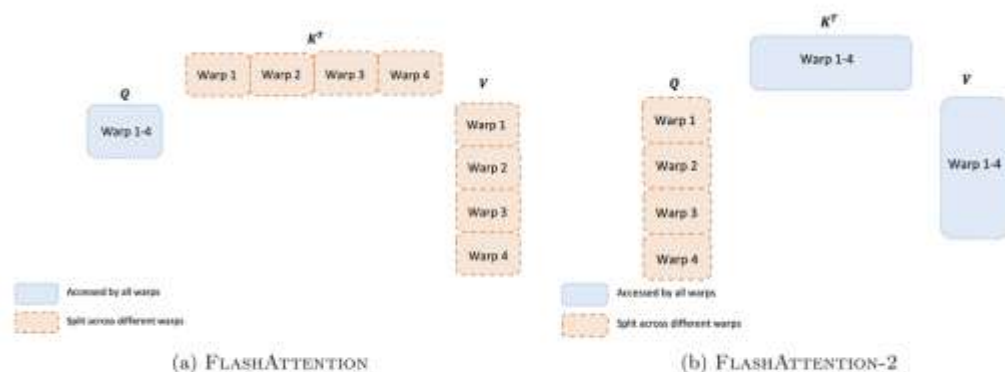 K^T
Warp 1 Warp 2 Warp 3 Warp 4
Q
Warp 1-4
V
Warp 1
Warp 2
Warp 3
Warp 4
Accessed by all warps
Split across different warps
(a) FLASHATTENTION
K^T
Warp 1-4
Q
Warp 1
Warp 2
Warp 3
Warp 4
V
Warp 1-4
Accessed by all warps
Split across different warps
(b) FLASHATTENTION-2